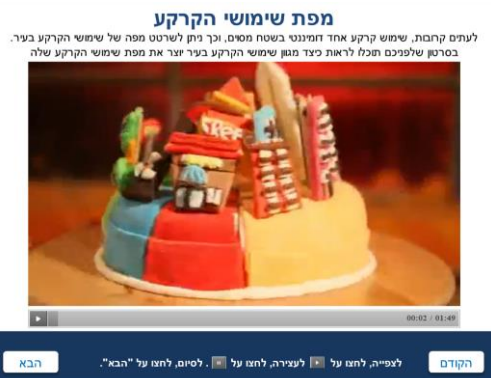 מפת שימושי הקרקע
לעתים קרובות, שימוש קרקע אחד דומיננטי בשטח מסוים, וכך ניתן לשרטט מפה של שימושי הקרקע בעיר.
בסרטון שלפניכם תוכלו לראות כיצד מגוון שימושי הקרקע בעיר יוצר את מפת שימושי הקרקע שלה
00:02 / 01:49
הקודם
לצפייה, לחצו על לעצירה, לחצו על . לסיום, לחצו על "הבא".
הבא